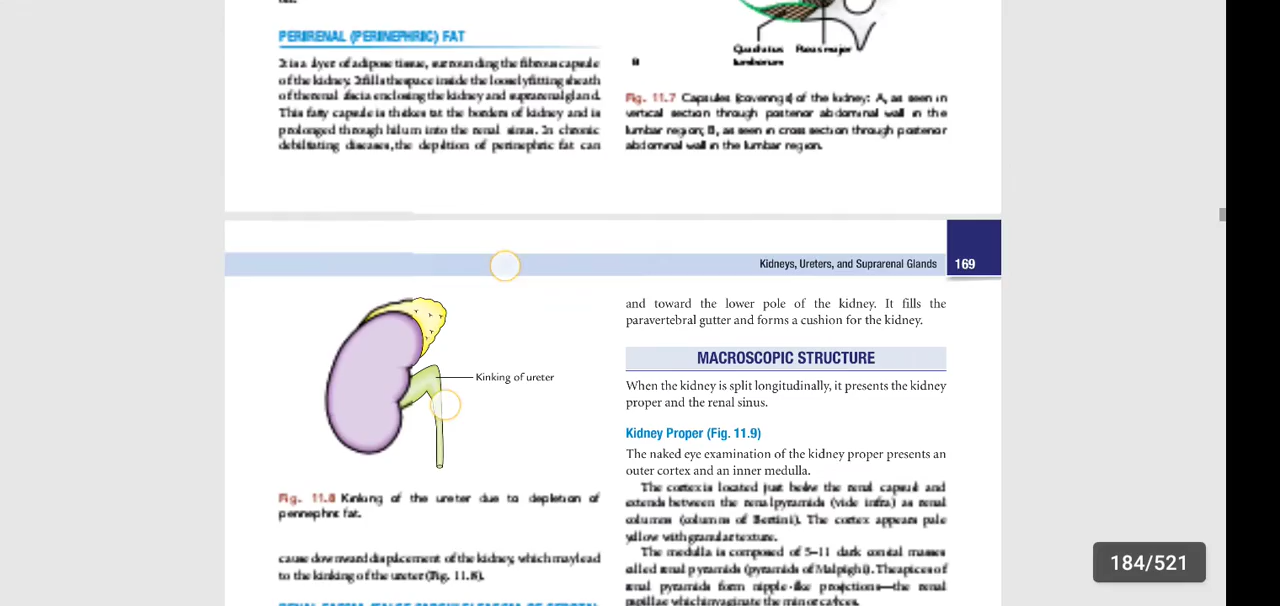 PERIRENAL (PERINEPHRIC) FAT
It is a layer of adipose tissue, surrounding the fibrous capsule
of the kidney. It fills the space inside the loosely fitting sheath
of the renal fascia enclosing the kidney and suprarenal gland.
This fatty capsule is thickest at the borders of kidney and is
prolonged through hilum into the renal sinus. In chronic
debilitating diseases, the depletion of perinephric fat can
Quadratus
lumborum
Psoas major
B
Fig. 11.7 Capsules (coverings) of the kidney: A, as seen in
vertical section through posterior abdominal wall in the
lumbar region; B, as seen in cross section through posterior
abdominal wall in the lumbar region.
Kidneys, Ureters, and Suprarenal Glands 169
Kinking of ureter
Fig. 11.8 Kinking of the ureter due to depletion of
perinephric fat.
cause downward displacement of the kidney, which may lead
to the kinking of the ureter (Fig. 11.8).
and toward the lower pole of the kidney. It fills the
paravertebral gutter and forms a cushion for the kidney.
MACROSCOPIC STRUCTURE
When the kidney is split longitudinally, it presents the kidney
proper and the renal sinus.
Kidney Proper (Fig. 11.9)
The naked eye examination of the kidney proper presents an
outer cortex and an inner medulla.
The cortex is located just below the renal capsule and
extends between the renal pyramids (vide infra) as renal
columns (columns of Bertini). The cortex appears pale
yellow with granular texture.
The medulla is composed of 5–11 dark conical masses
called renal pyramids (pyramids of Malpighi). The apices of
renal pyramids form nipple-like projections—the renal
papillae which invaginate the minor calyces.
184/521